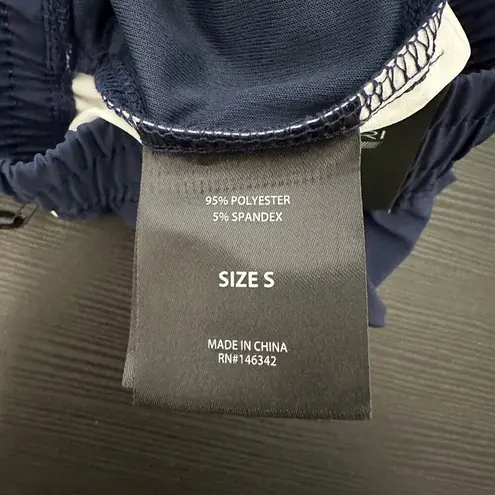 95% POLYESTER
5% SPANDEX
SIZE S
MADE IN CHINA
RN#146342